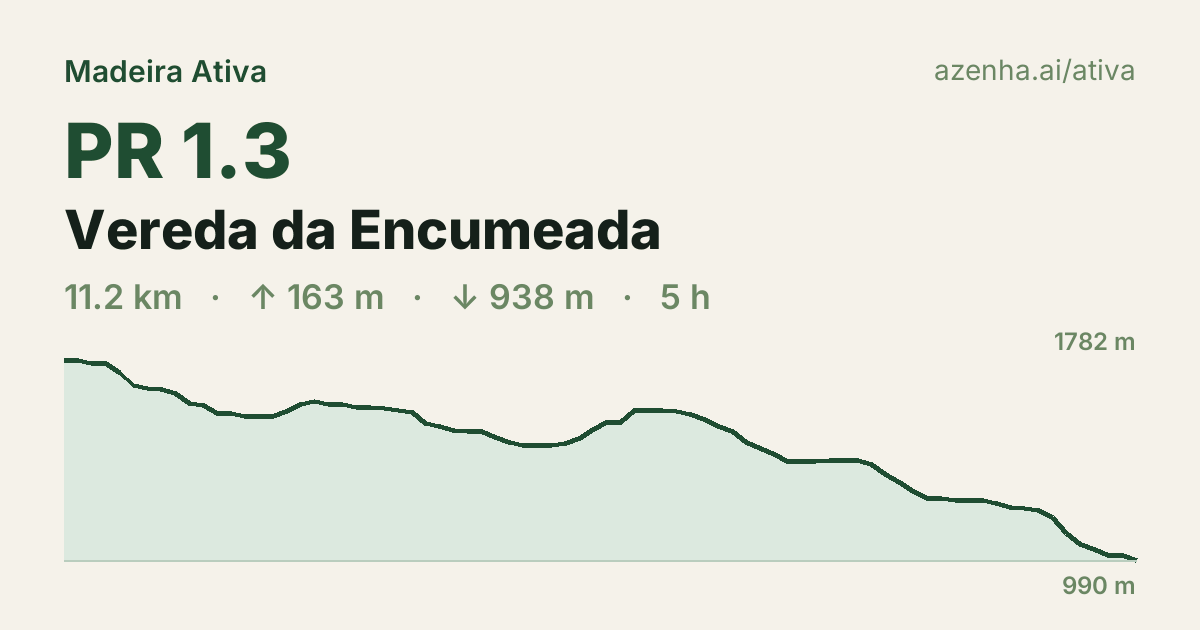 Madeira Ativa
azenha.ai/ativa
PR 1.3
Vereda da Encumeada
11.2 km · ↑ 163 m · ↓ 938 m · 5 h
1782 m
990 m